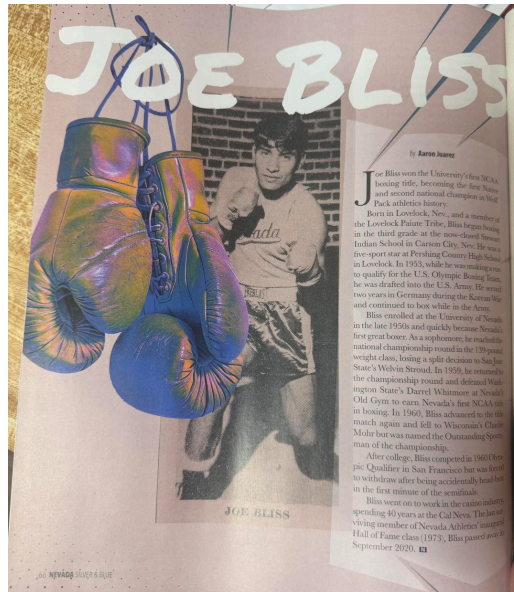 JOE BLISS
by Aaron Juarez
Joe Bliss won the University's first NCAA
boxing title, becoming the first Native
and second national champion in Wolf
Pack athletics history.
Born in Lovelock, Nev., and a member of
the Lovelock Paiute Tribe, Bliss began boxing
in the third grade at the now-closed Stewart
Indian School in Carson City, Nev. He was a
five-sport star at Pershing County High School
in Lovelock. In 1953, while he was making
to qualify for the U.S. Olympic Boxing Team,
he was drafted into the U.S. Army. He served
two years in Germany during the Korean War
and continued to box while in the Army.
Bliss enrolled at the University of Nevada
in the late 1950s and quickly became Nevada's
first great boxer. As a sophomore, he reached the
national championship round in the 139-pound
weight class, losing a split decision to San Jose
State's Welvin Stroud. In 1959, he returned to
the championship round and defeated Wash-
ington State's Darrel Whitmore at Nevada's
Old Gym to earn Nevada's first NCAA title
in boxing. In 1960, Bliss advanced to the title
match again and fell to Wisconsin's Charlie
Mohr but was named the Outstanding Sports-
man of the championship.
After college, Bliss competed in 1960 Olym-
pic Qualifier in San Francisco but was forced
to withdraw after being accidentally head-butt
in the first minute of the semifinals.
Bliss went on to work in the casino industry,
spending 40 years at the Cal Neva. The last sur-
viving member of Nevada Athletics' inaugural
Hall of Fame class (1973), Bliss passed away in
September 2020. N
vada
JOE BLISS
66 NEVADA SILVER & BLUE